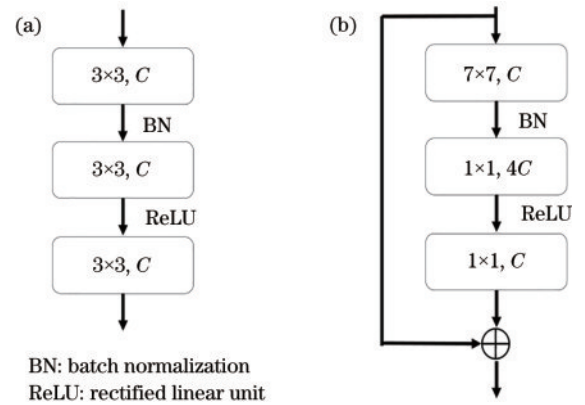 (a)
3×3, C
BN
3×3, C
ReLU
3×3, C
BN: batch normalization
ReLU: rectified linear unit
(b)
7×7, C
BN
1×1, 4C
ReLU
1×1, C